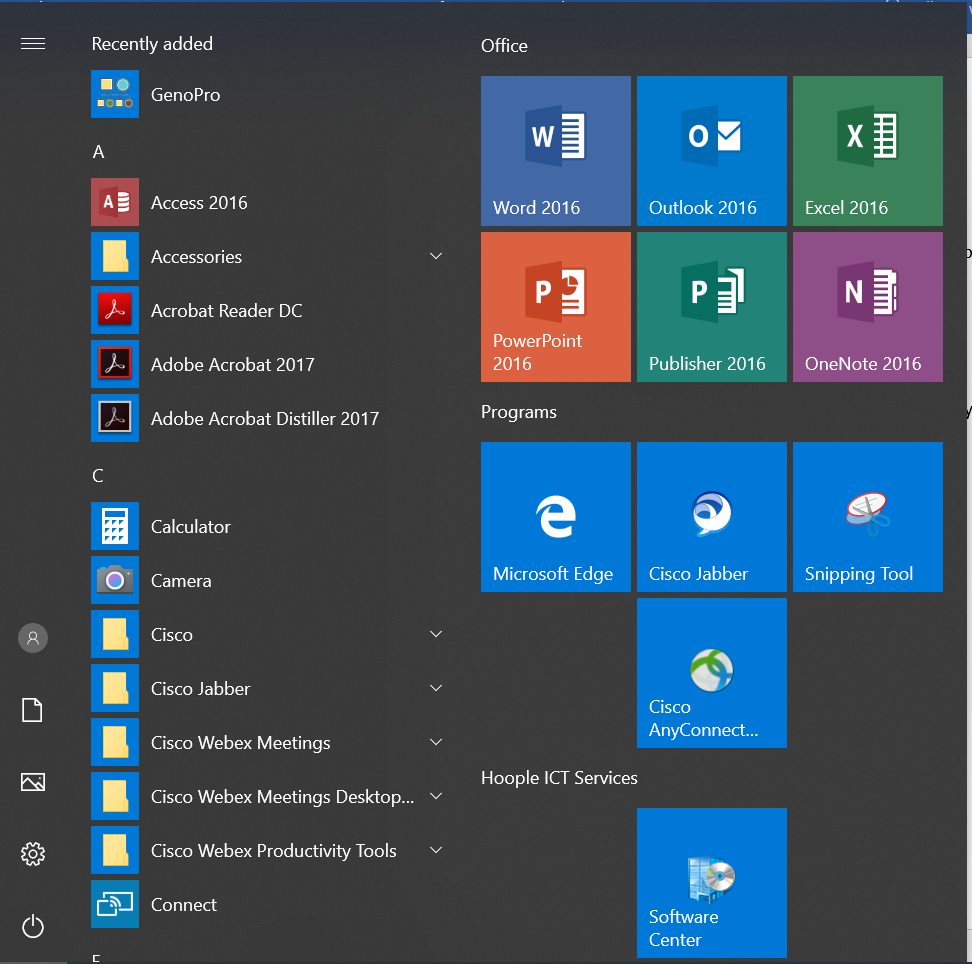 Recently added
GenoPro
A
Access 2016
Accessories
Acrobat Reader DC
Adobe Acrobat 2017
Adobe Acrobat Distiller 2017
C
Calculator
Camera
Cisco
Cisco Jabber
Cisco Webex Meetings
Cisco Webex Meetings Desktop...
Cisco Webex Productivity Tools
Connect
Office
Word 2016
Outlook 2016
Excel 2016
PowerPoint
2016
Publisher 2016
OneNote 2016
Programs
Microsoft Edge
Cisco Jabber
Snipping Tool
Cisco
AnyConnect...
Hoople ICT Services
Software
Center